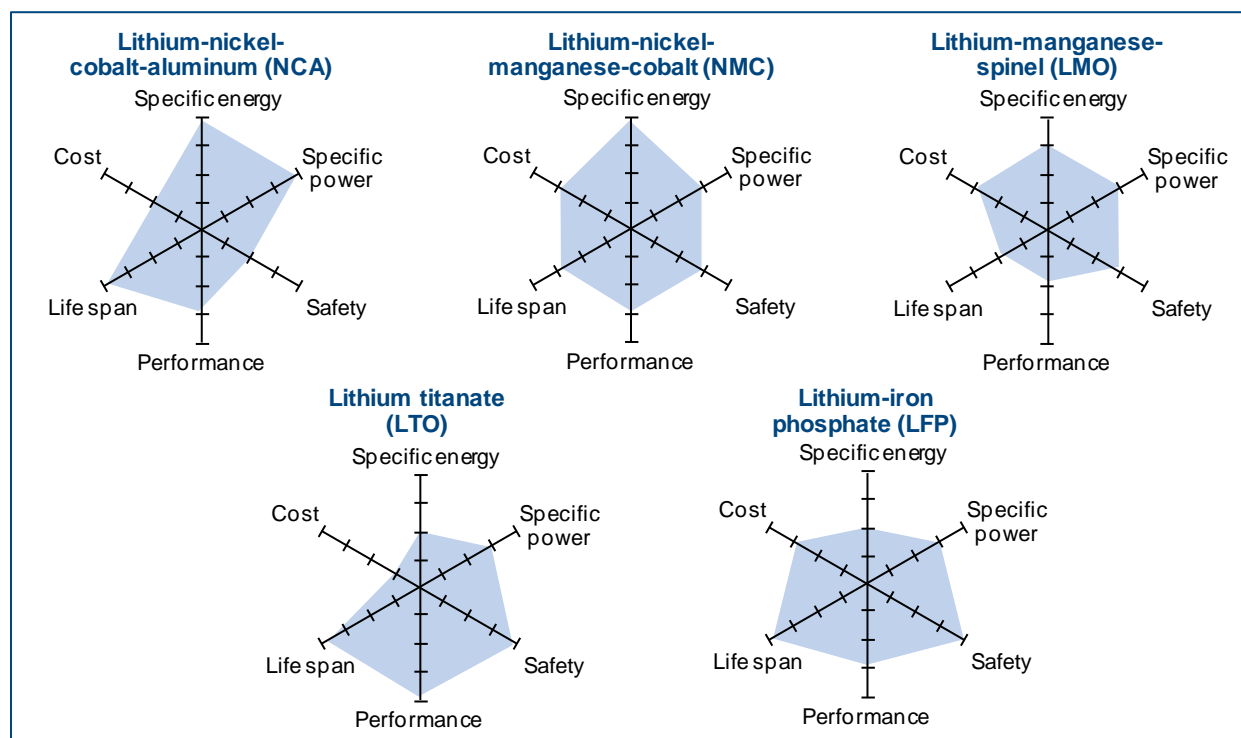 Lithium-nickel-
cobalt-aluminum (NCA)
Specific energy
Cost
Specific
power
Life span
Safety
Performance
Lithium-nickel-
manganese-cobalt (NMC)
Specific energy
Cost
Specific
power
Life span
Safety
Performance
Lithium-manganese-
spinel (LMO)
Specific energy
Cost
Specific
power
Life span
Safety
Performance
Lithium titanate
(LTO)
Specific energy
Cost
Specific
power
Life span
Safety
Performance
Lithium-iron
phosphate (LFP)
Specific energy
Cost
Specific
power
Life span
Safety
Performance